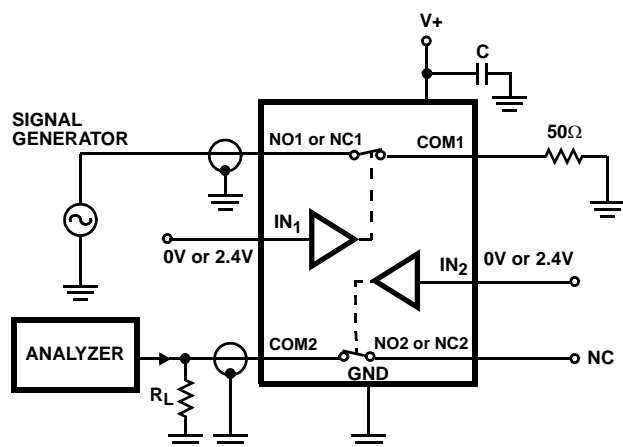 V+
C
SIGNAL
GENERATOR
NO1 or NC1
COM1
50Ω
IN1
0V or 2.4V
IN2
0V or 2.4V
ANALYZER
COM2
NO2 or NC2
NC
GND
RL